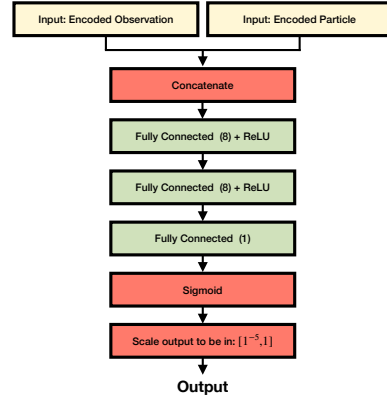 Input: Encoded Observation
Input: Encoded Particle
Concatenate
Fully Connected (8) + ReLU
Fully Connected (8) + ReLU
Fully Connected (1)
Sigmoid
Scale output to be in: [1⁻⁵,1]
Output